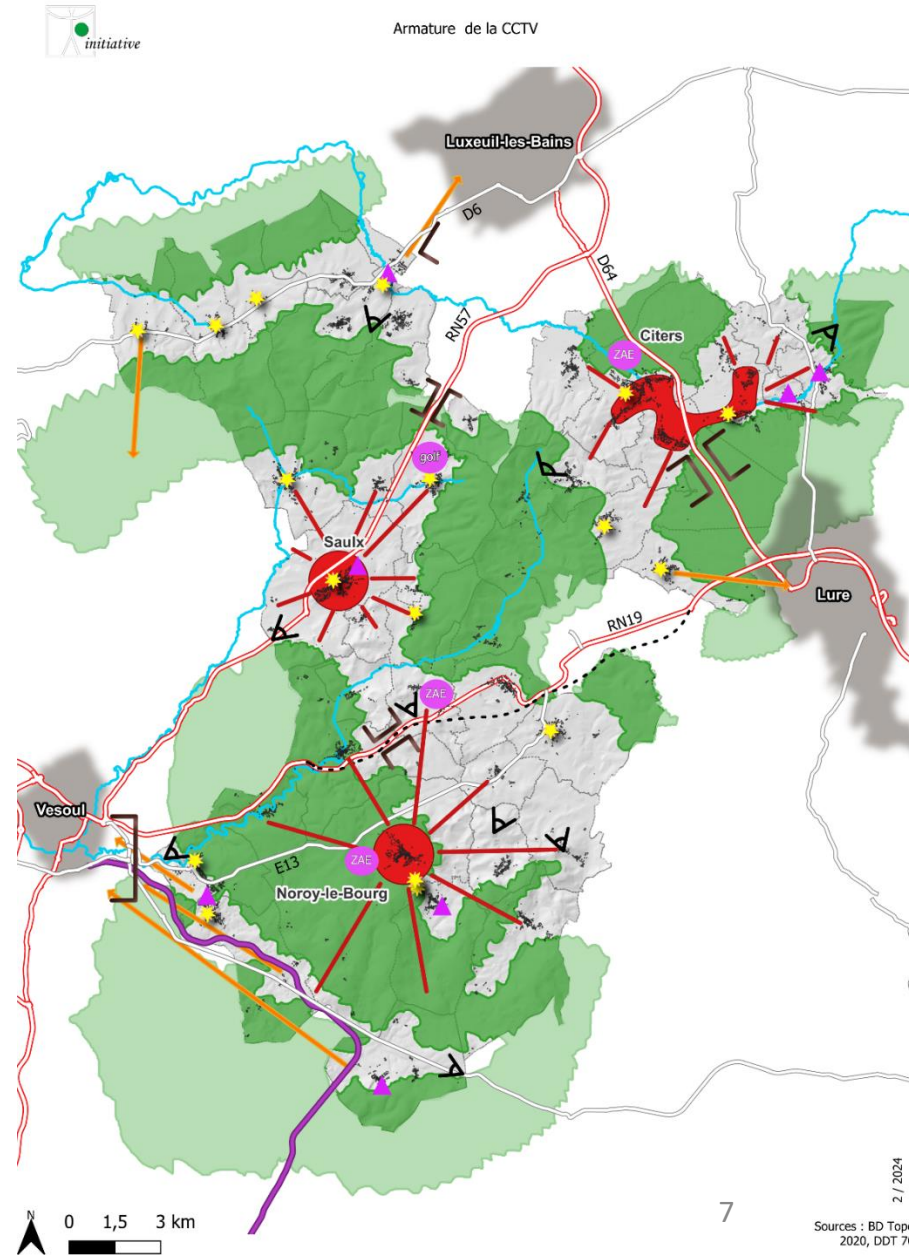 initiative
Armature de la CCTV
Luxeuil-les-Bains
D6
D64
RN57
Citers
ZAE
golf
Saulx
Lure
RN19
ZAE
Vesoul
ZAE
E13
Noroy-le-Bourg
N
0 1,5 3 km
7
2 / 2024
Sources : BD Topo
2020, DDT 70